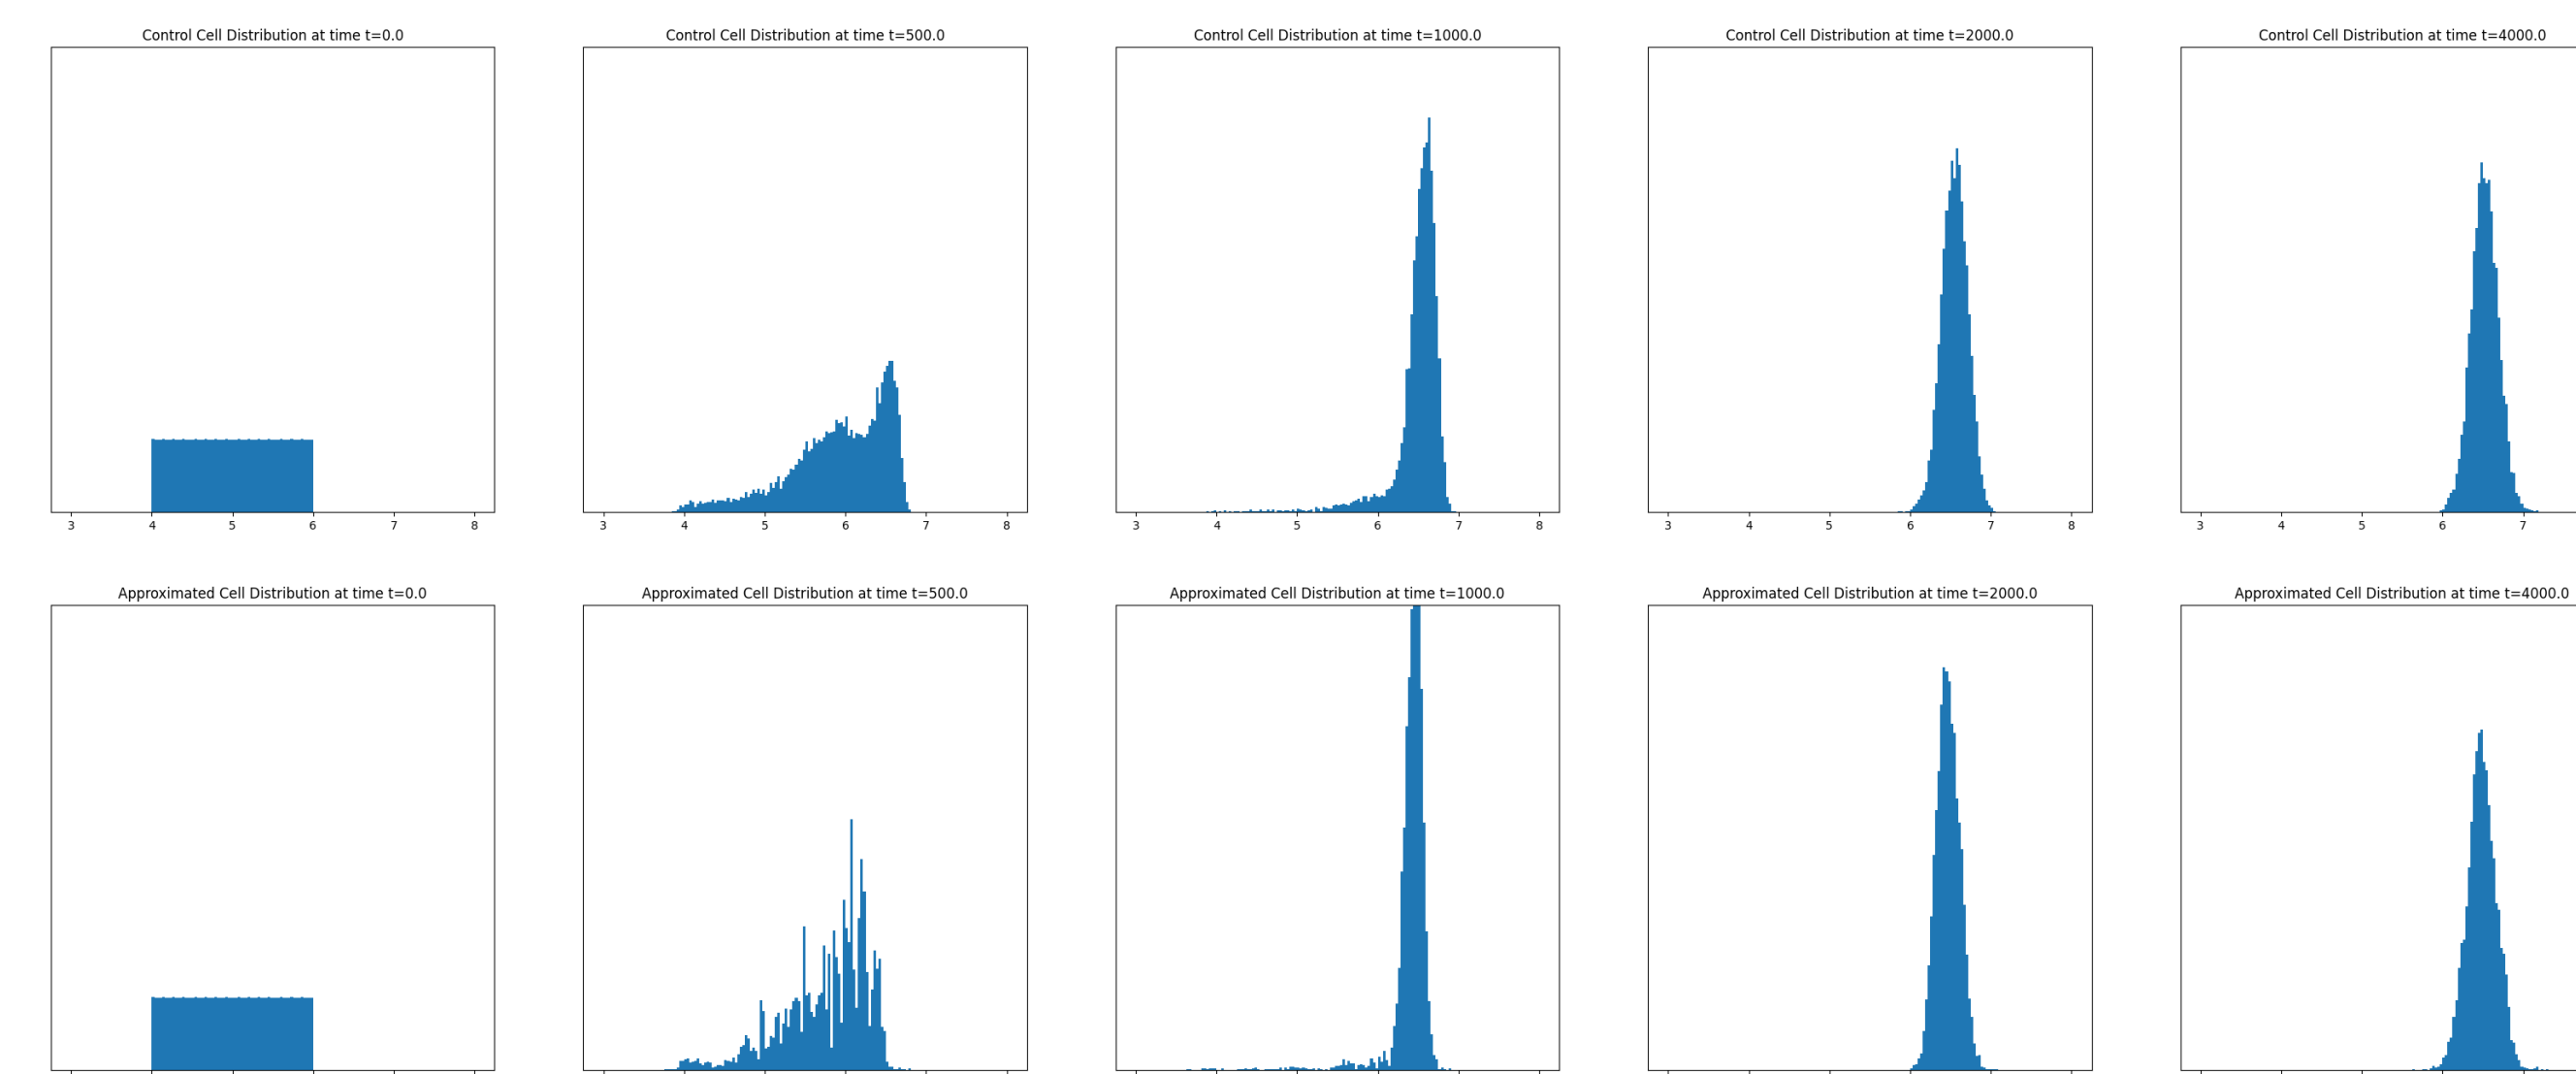 Control Cell Distribution at time t=0.0
Control Cell Distribution at time t=500.0
Control Cell Distribution at time t=1000.0
Control Cell Distribution at time t=2000.0
Control Cell Distribution at time t=4000.0
3 4 5 6 7 8
3 4 5 6 7 8
3 4 5 6 7 8
3 4 5 6 7 8
3 4 5 6 7
Approximated Cell Distribution at time t=0.0
Approximated Cell Distribution at time t=500.0
Approximated Cell Distribution at time t=1000.0
Approximated Cell Distribution at time t=2000.0
Approximated Cell Distribution at time t=4000.0